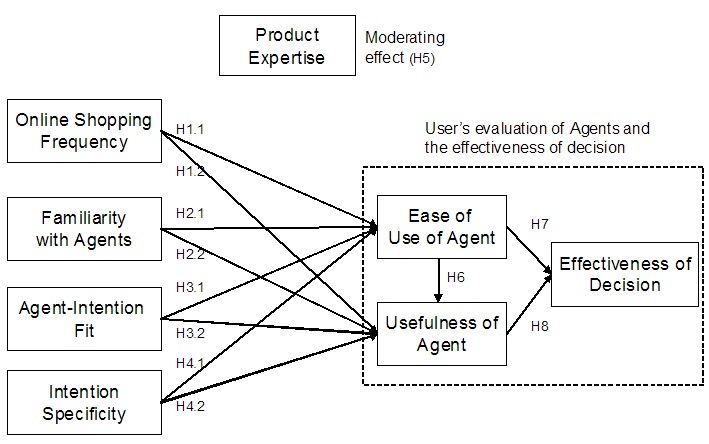 Product
Expertise
Moderating
effect (H5)
Online Shopping
Frequency
H1.1
H1.2
User's evaluation of Agents and
the effectiveness of decision
Familiarity
with Agents
H2.1
H2.2
Ease of
Use of Agent
H7
Effectiveness of
Decision
H6
Agent-Intention
Fit
H3.1
H3.2
Usefulness of
Agent
H8
Intention
Specificity
H4.1
H4.2